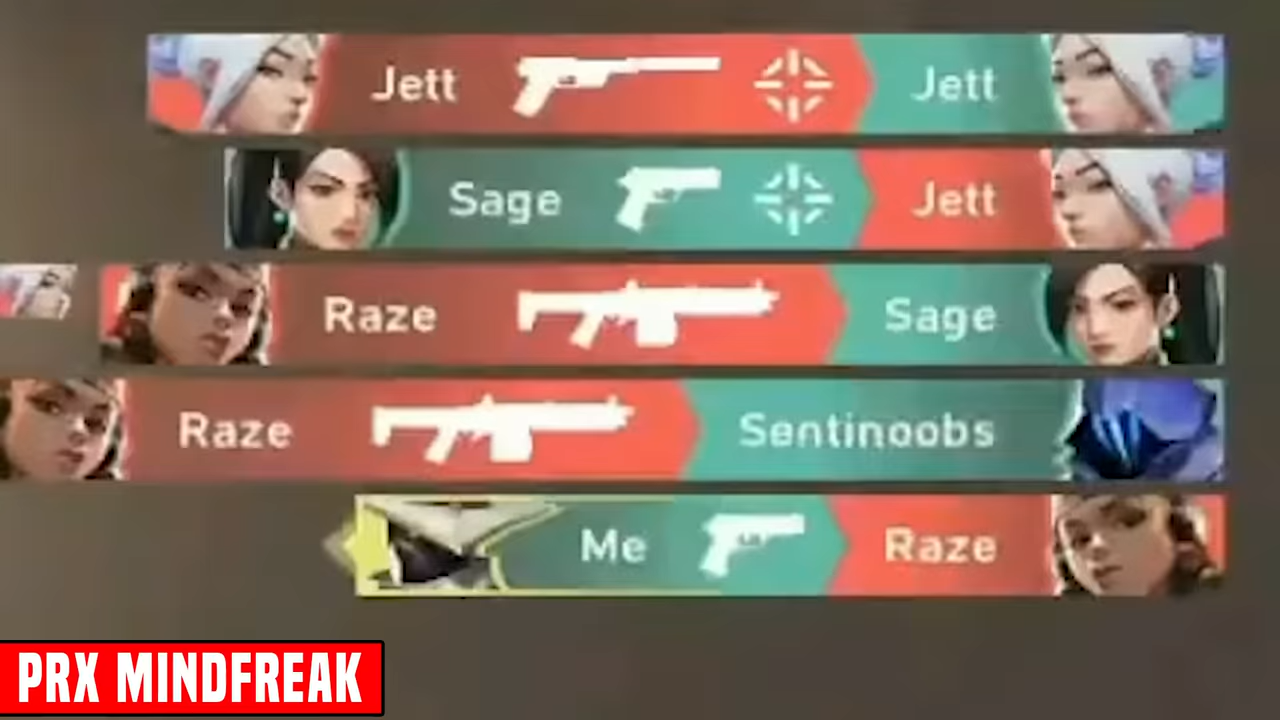 Jett Jett
Sage Jett
Raze Sage
Raze Sentinoobs
Me Raze
PRX MINDFREAK